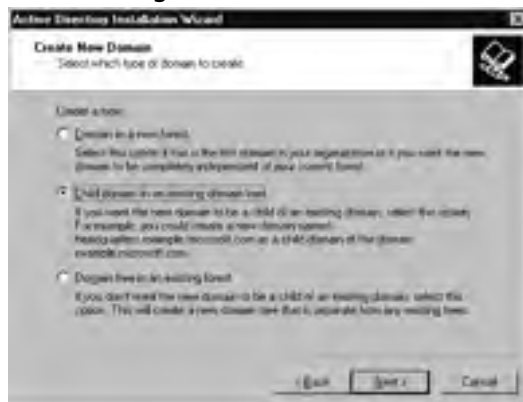 Active Directory Installation Wizard
Create New Domain
Select which type of domain to create.
Create a new:
Domain in a new forest
Select this option if this is the first domain in your organization or if you want the new
domain to be completely independent of your current forest.
Child domain in an existing domain tree
If you want the new domain to be a child of an existing domain, select this option.
For example, you could create a new domain named
headquarters.example.microsoft.com as a child domain of the domain
example.microsoft.com.
Domain tree in an existing forest
If you don't want the new domain to be a child of an existing domain, select this
option. This will create a new domain tree that is separate from any existing trees.
< Back
Next >
Cancel